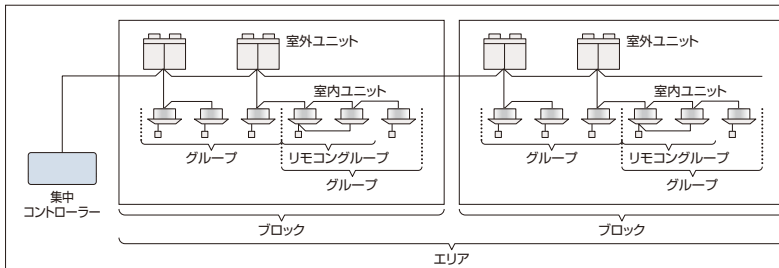 室外ユニット
室外ユニット
室内ユニット
室内ユニット
グループ
リモコングループ
グループ
リモコングループ
グループ
グループ
集中
コントローラー
ブロック
ブロック
エリア